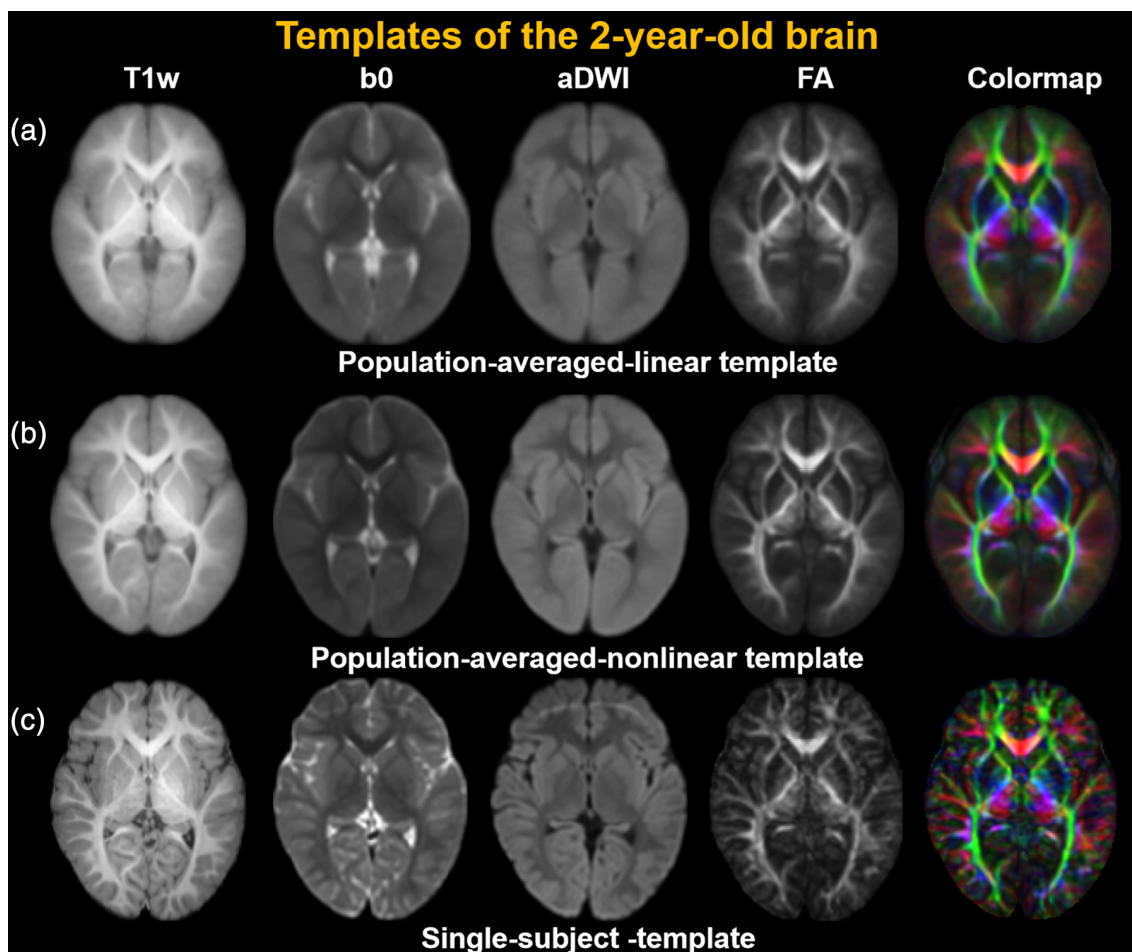 Templates of the 2-year-old brain
T1w b0 aDWI FA Colormap
(a)
Population-averaged-linear template
(b)
Population-averaged-nonlinear template
(c)
Single-subject -template